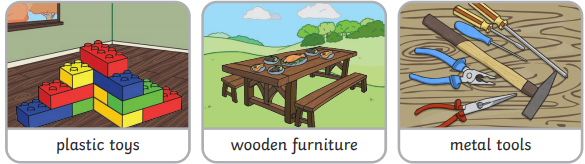 plastic toys
wooden furniture
metal tools